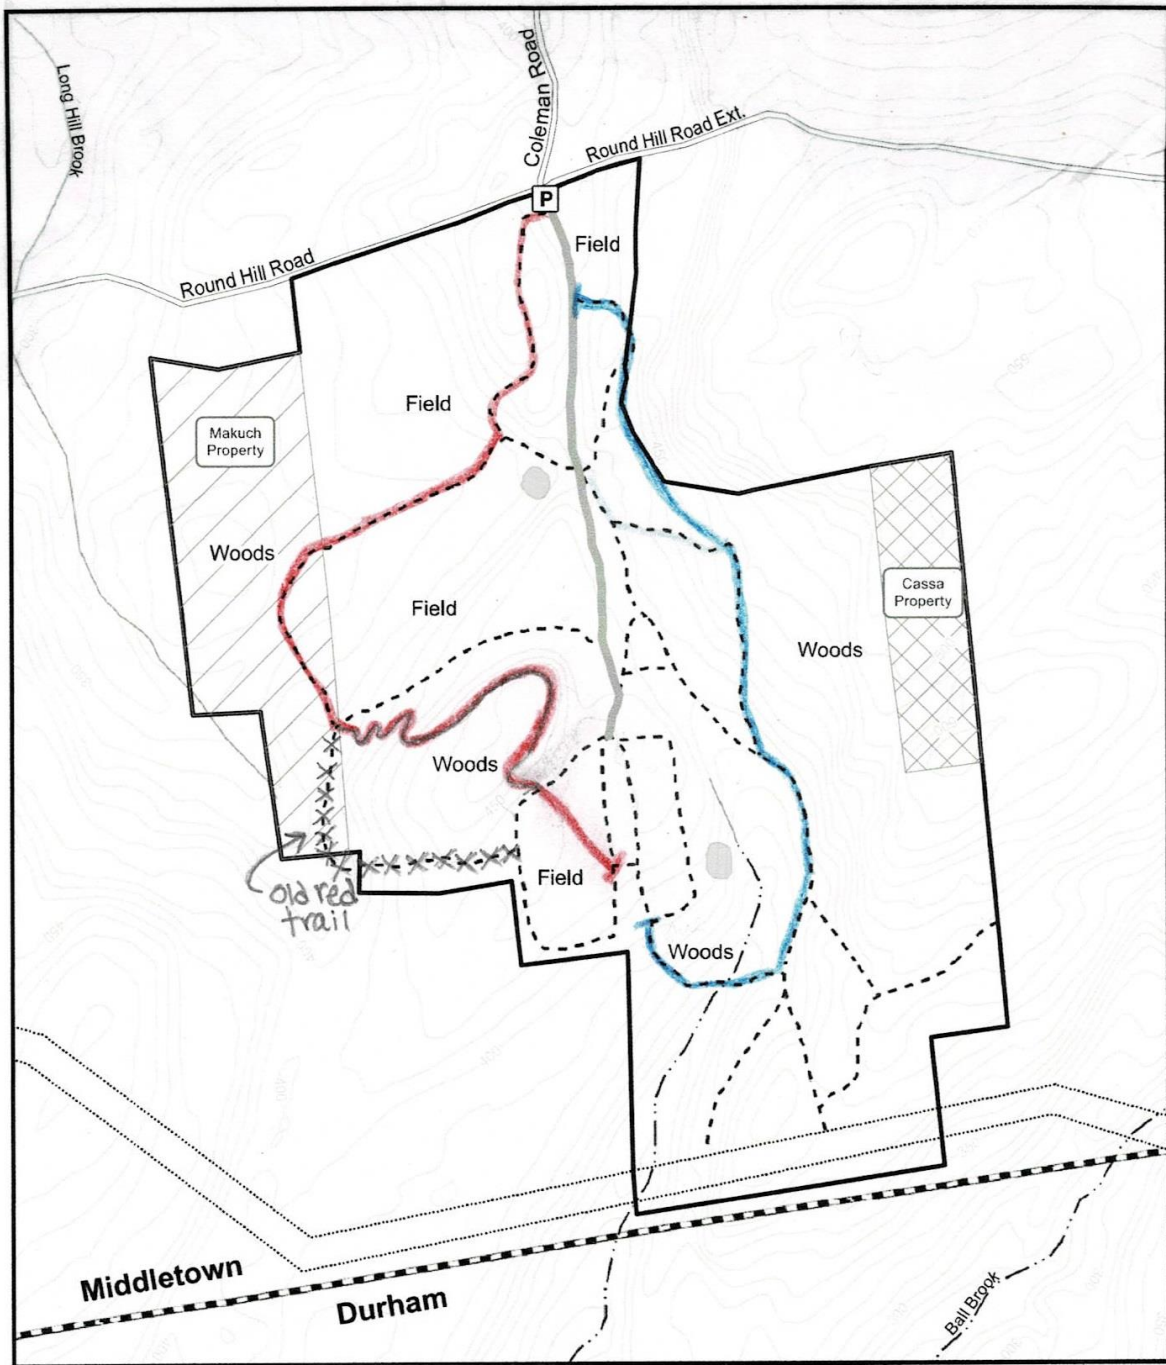 Long Hill Brook
Coleman Road
Round Hill Road Ext.
P
Field
Round Hill Road
Field
Makuch
Property
Woods
Field
Cassa
Property
Woods
Woods
old red
trail
Field
Woods
Middletown
Durham
Ball Brook